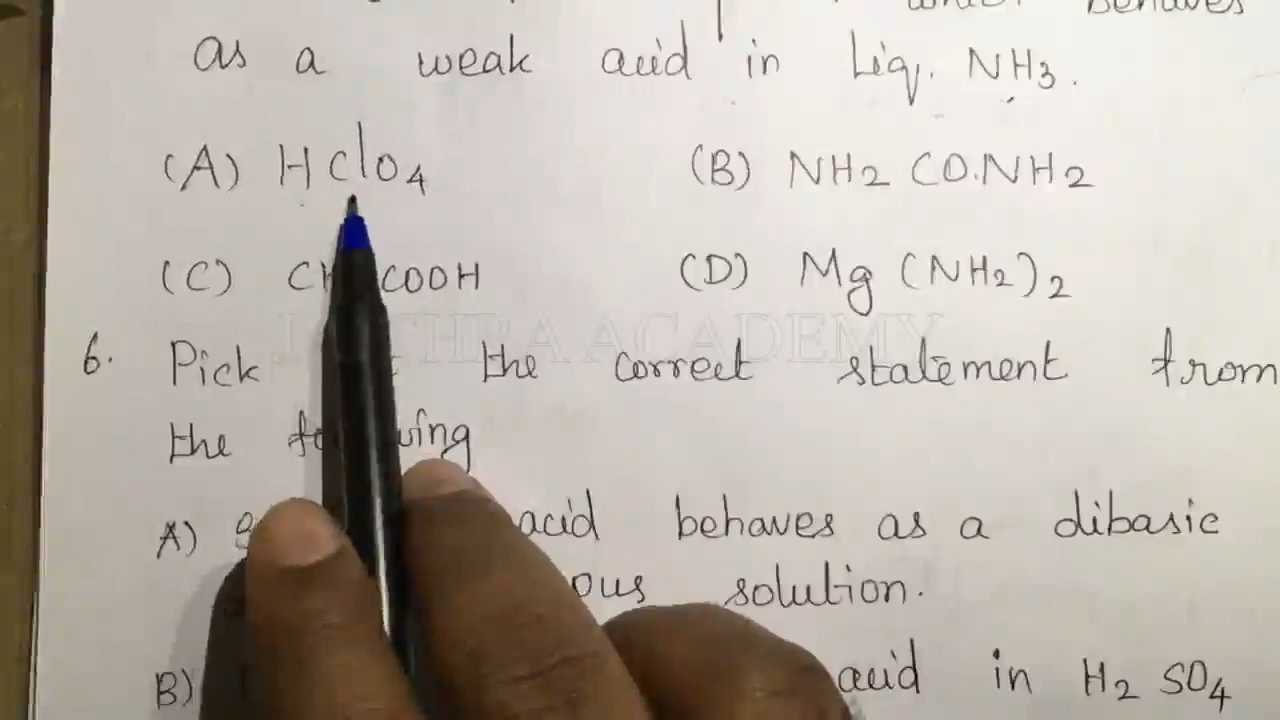 behaves
as a weak acid in Liq. NH3.
(A) HClO4 (B) NH2 CO.NH2
(C) COOH (D) Mg (NH2)2
6. Pick the correct statement from
the
A) acid behaves as a dibasic
solution.
B) acid in H2 SO4